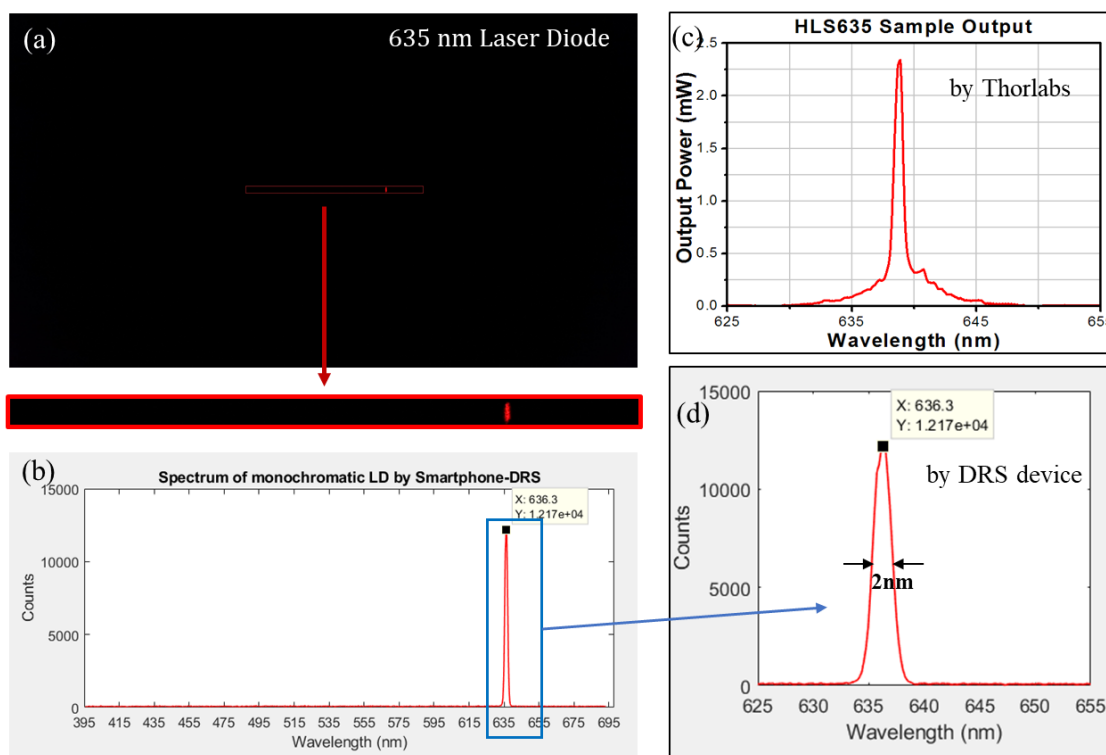 (a)
635 nm Laser Diode
(b)
Spectrum of monochromatic LD by Smartphone-DRS
X: 636.3
Y: 1.217e+04
15000
10000
5000
0
Counts
395 415 435 455 475 495 515 535 555 575 595 615 635 655 675 695
Wavelength (nm)
(c)
HLS635 Sample Output
by Thorlabs
2.5
2.0
1.5
1.0
0.5
0.0
Output Power (mW)
625 635 645
Wavelength (nm)
(d)
X: 636.3
Y: 1.217e+04
by DRS device
2nm
15000
10000
5000
0
Counts
625 630 635 640 645 650 655
Wavelength (nm)